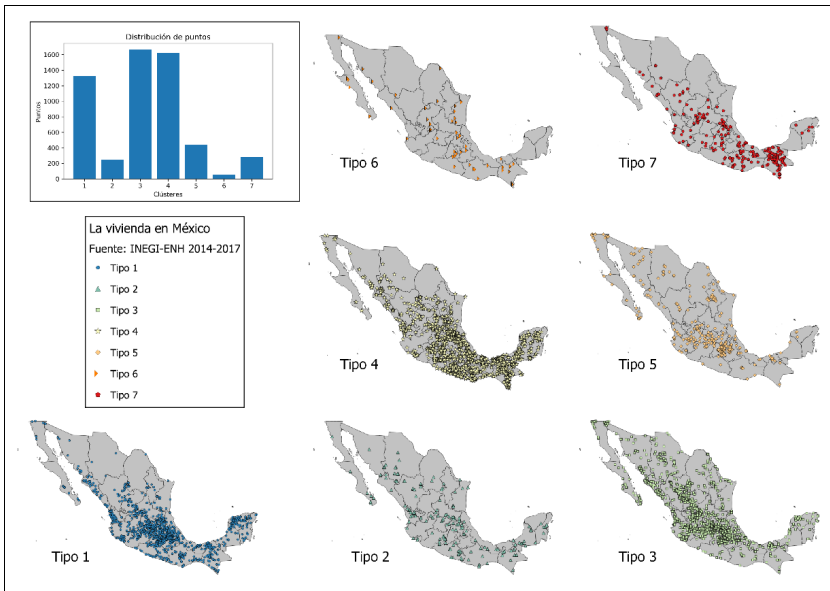 Distribución de puntos
Puntos
1600
1400
1200
1000
800
600
400
200
0
1 2 3 4 5 6 7
Clústeres
Tipo 6
Tipo 7
La vivienda en México
Fuente: INEGI-ENH 2014-2017
Tipo 1
Tipo 2
Tipo 3
Tipo 4
Tipo 5
Tipo 6
Tipo 7
Tipo 4
Tipo 5
Tipo 1
Tipo 2
Tipo 3